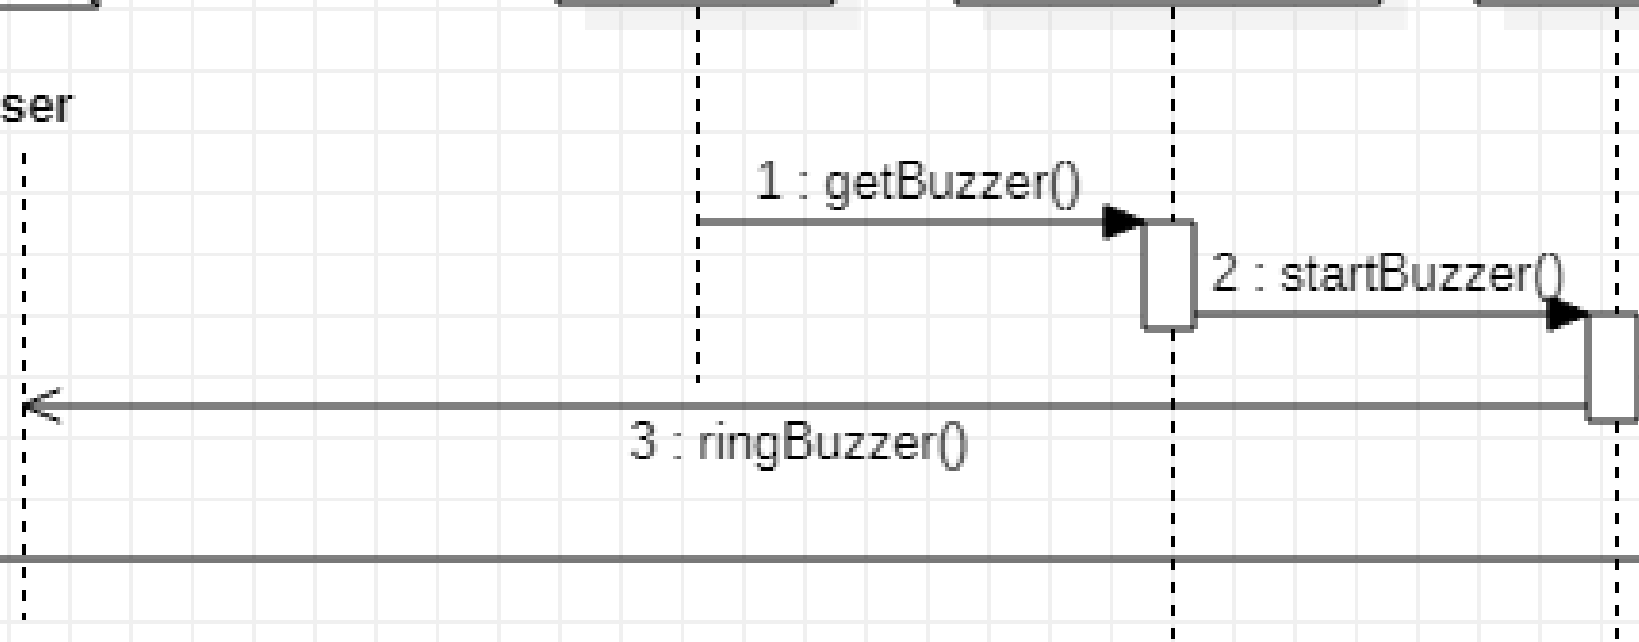 ser
1 : getBuzzer()
2 : startBuzzer()
3 : ringBuzzer()